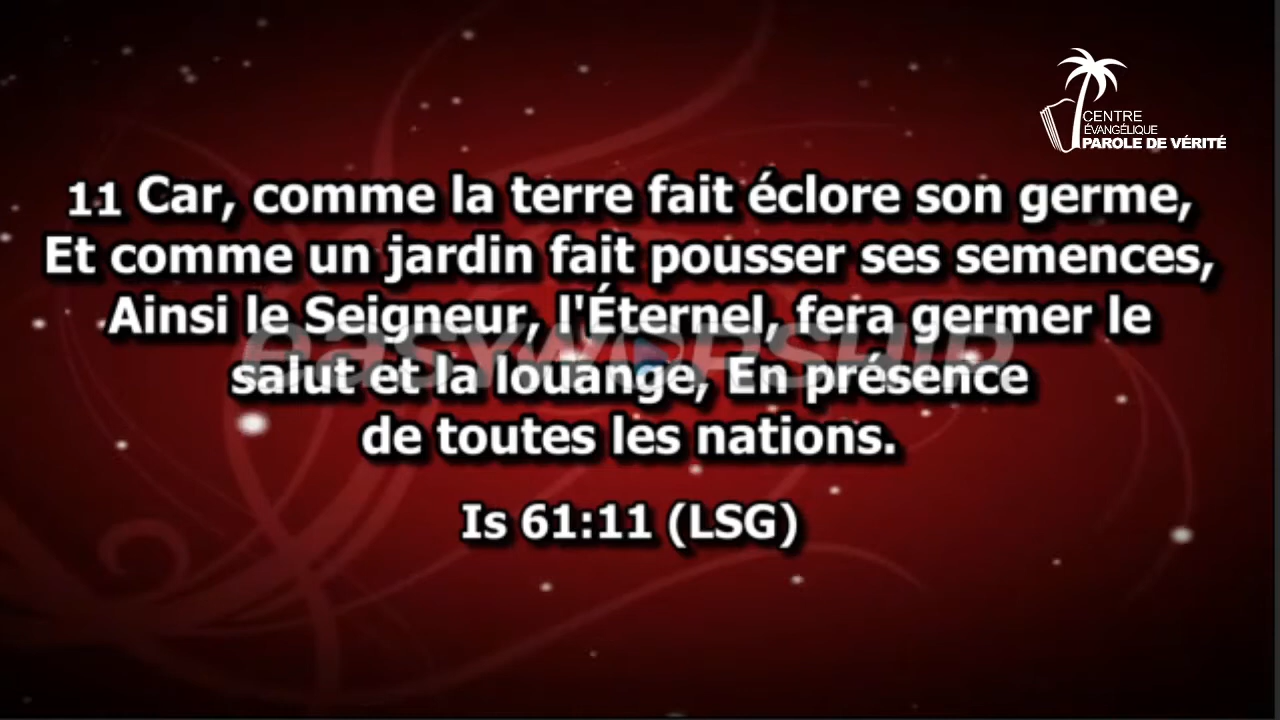 CENTRE
ÉVANGÉLIQUE
PAROLE DE VÉRITÉ
11 Car, comme la terre fait éclore son germe,
Et comme un jardin fait pousser ses semences,
Ainsi le Seigneur, l'Éternel, fera germer le
easyworship
salut et la louange, En présence
de toutes les nations.
Is 61:11 (LSG)